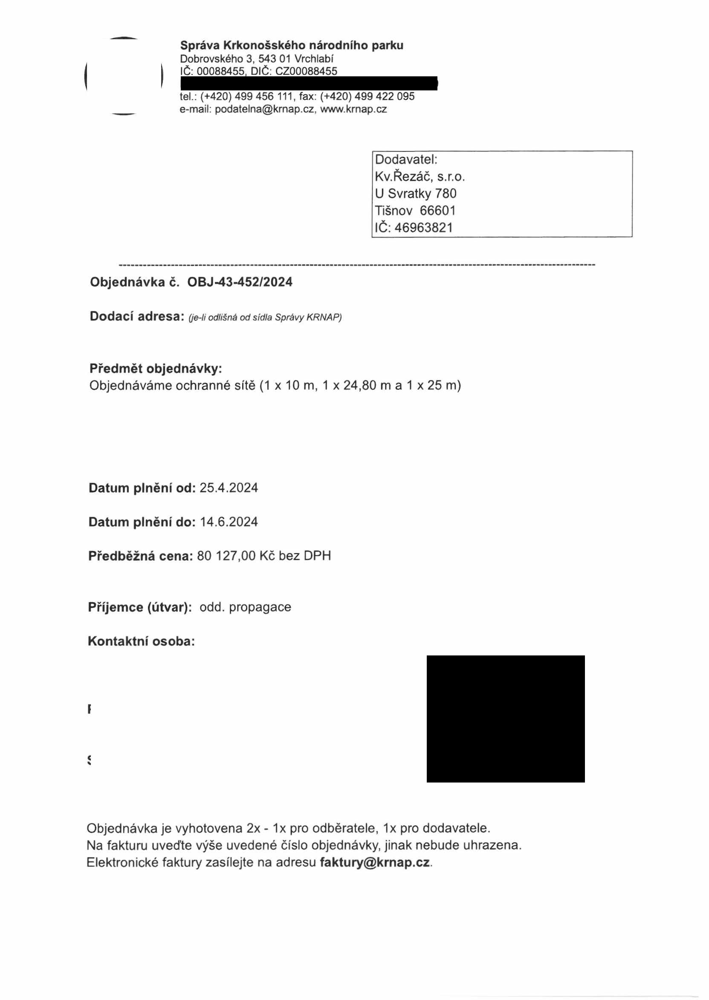 Správa Krkonošského národního parku
Dobrovského 3, 543 01 Vrchlabí
IČ: 00088455, DIČ: CZ00088455
tel.: (+420) 499 456 111, fax: (+420) 499 422 095
e-mail: podatelna@krnap.cz, www.krnap.cz
Dodavatel:
Kv.Řezáč, s.r.o.
U Svratky 780
Tišnov 66601
IČ: 46963821
Objednávka č. OBJ-43-452/2024
Dodací adresa: (je-li odlišná od sídla Správy KRNAP)
Předmět objednávky:
Objednáváme ochranné sítě (1 x 10 m, 1 x 24,80 m a 1 x 25 m)
Datum plnění od: 25.4.2024
Datum plnění do: 14.6.2024
Předběžná cena: 80 127,00 Kč bez DPH
Příjemce (útvar): odd. propagace
Kontaktní osoba:
Objednávka je vyhotovena 2x - 1x pro odběratele, 1x pro dodavatele.
Na fakturu uveďte výše uvedené číslo objednávky, jinak nebude uhrazena.
Elektronické faktury zasílejte na adresu faktury@krnap.cz.